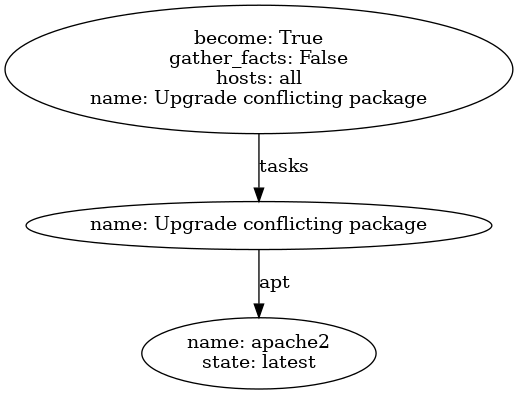 become: True
gather_facts: False
hosts: all
name: Upgrade conflicting package
tasks
name: Upgrade conflicting package
apt
name: apache2
state: latest